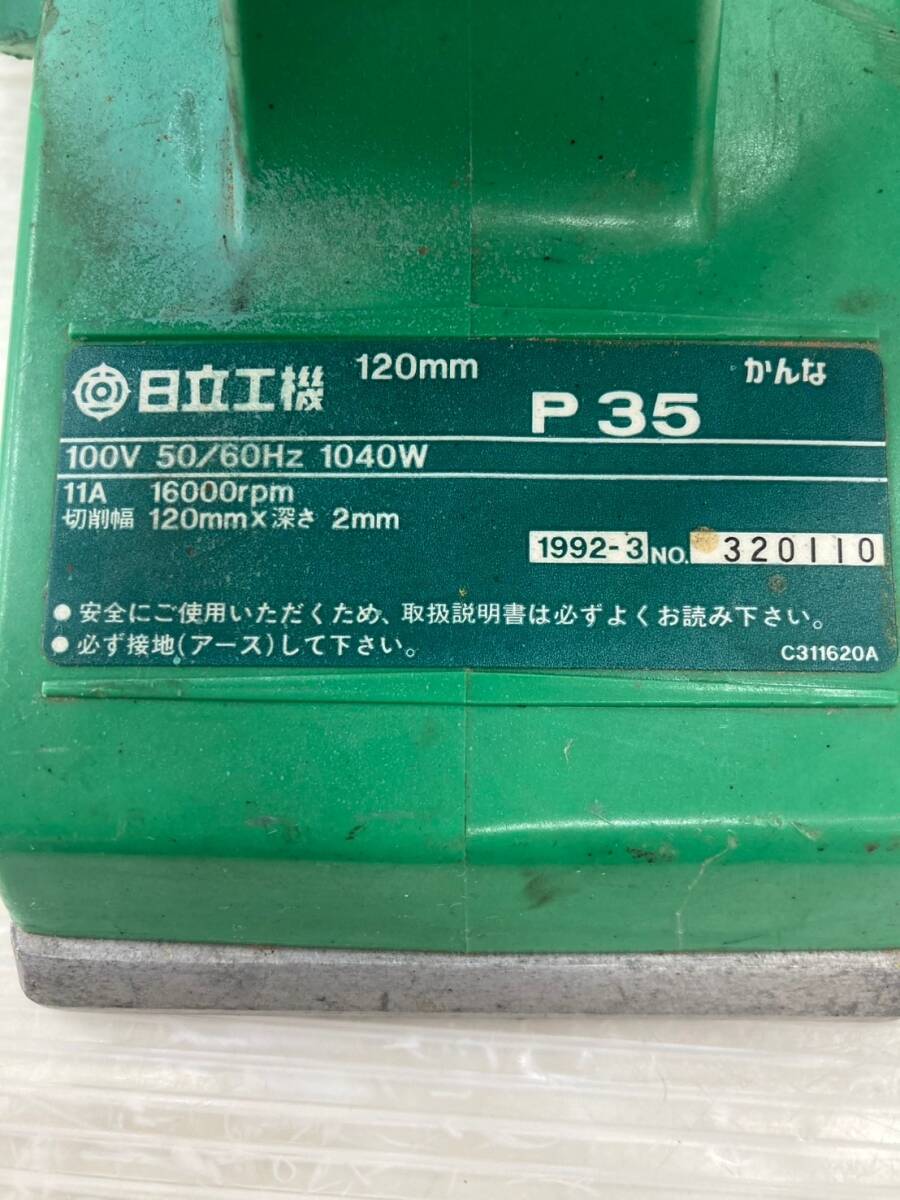 日立工機 120mm P35 かんな
100V 50/60Hz 1040W
11A 16000rpm
切削幅 120mm×深さ 2mm
1992-3 NO. 320110
● 安全にご使用いただくため、取扱説明書は必ずよくお読み下さい。
● 必ず接地(アース)して下さい。
C311620A